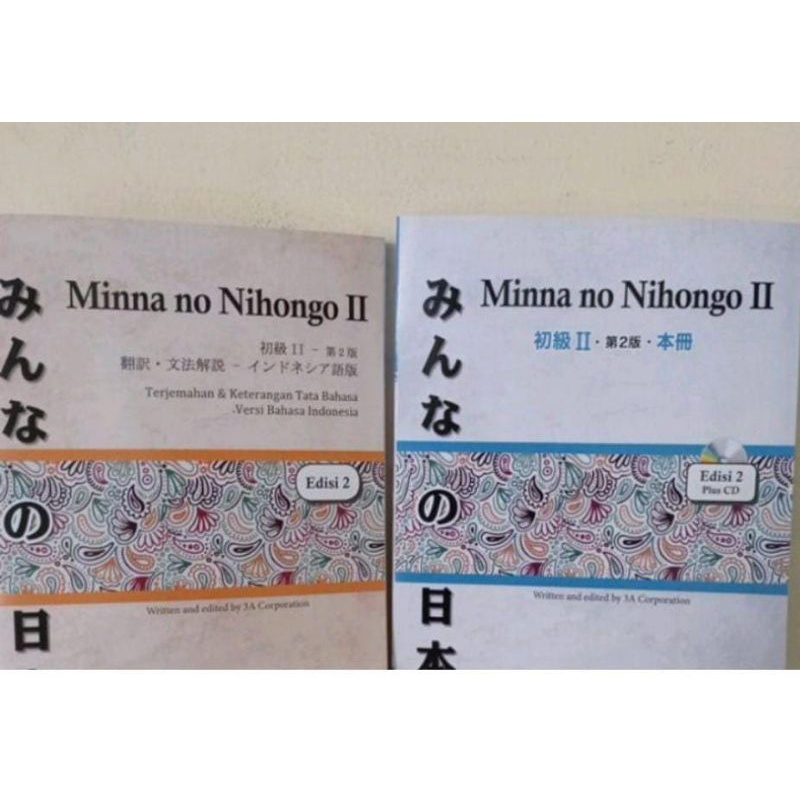 みんなの日
Minna no Nihongo II
初級 II - 第2版
翻訳・文法解説 - インドネシア語版
Terjemahan & Keterangan Tata Bahasa
-Versi Bahasa Indonesia
Edisi 2
Written and edited by 3A Corporation
みんなの日本
Minna no Nihongo II
初級 II・第2版・本冊
Edisi 2
Plus CD
Written and edited by 3A Corporation